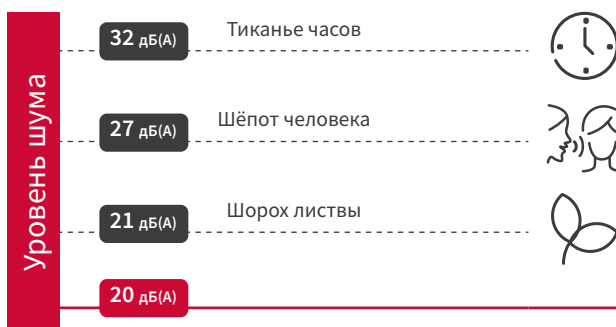 Уровень шума
32 дБ(А) Тиканье часов
27 дБ(А) Шёпот человека
21 дБ(А) Шорох листвы
20 дБ(А)